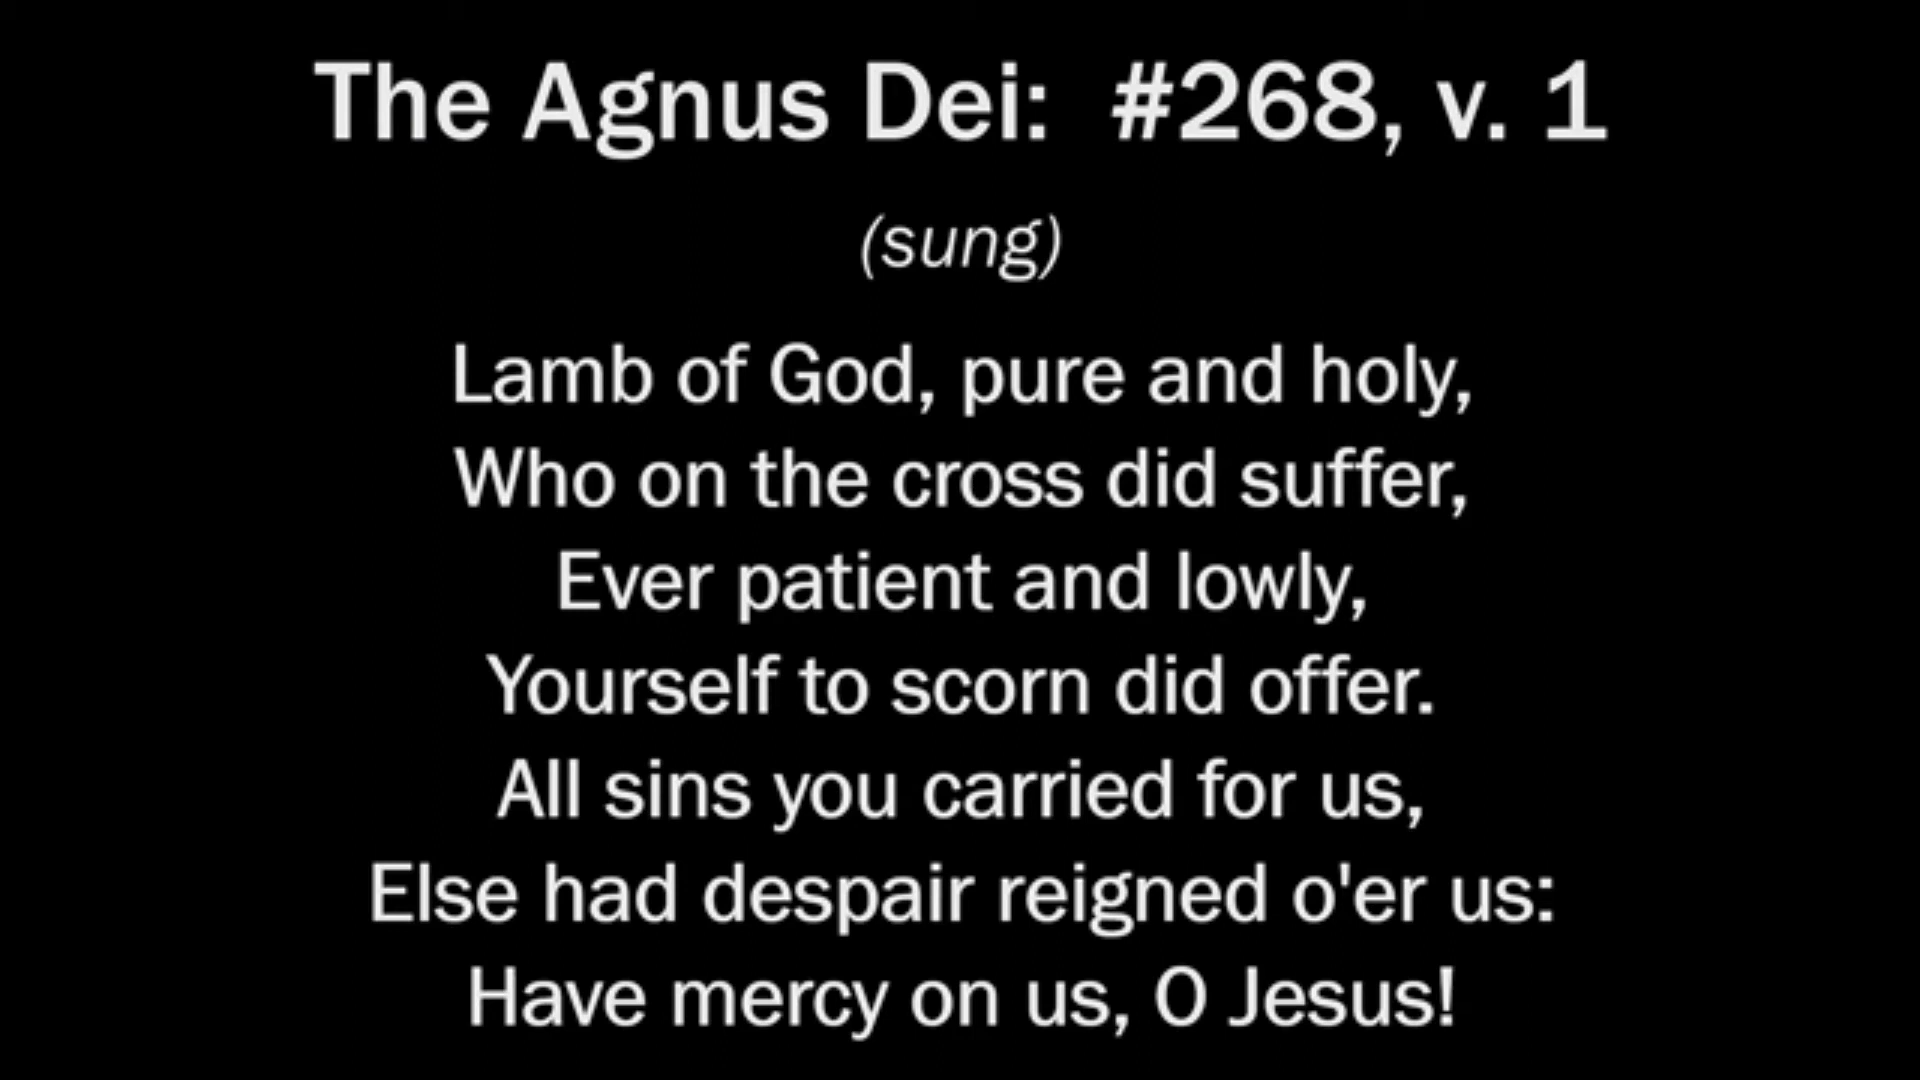 The Agnus Dei: #268, v. 1
(sung)
Lamb of God, pure and holy,
Who on the cross did suffer,
Ever patient and lowly,
Yourself to scorn did offer.
All sins you carried for us,
Else had despair reigned o'er us:
Have mercy on us, O Jesus!